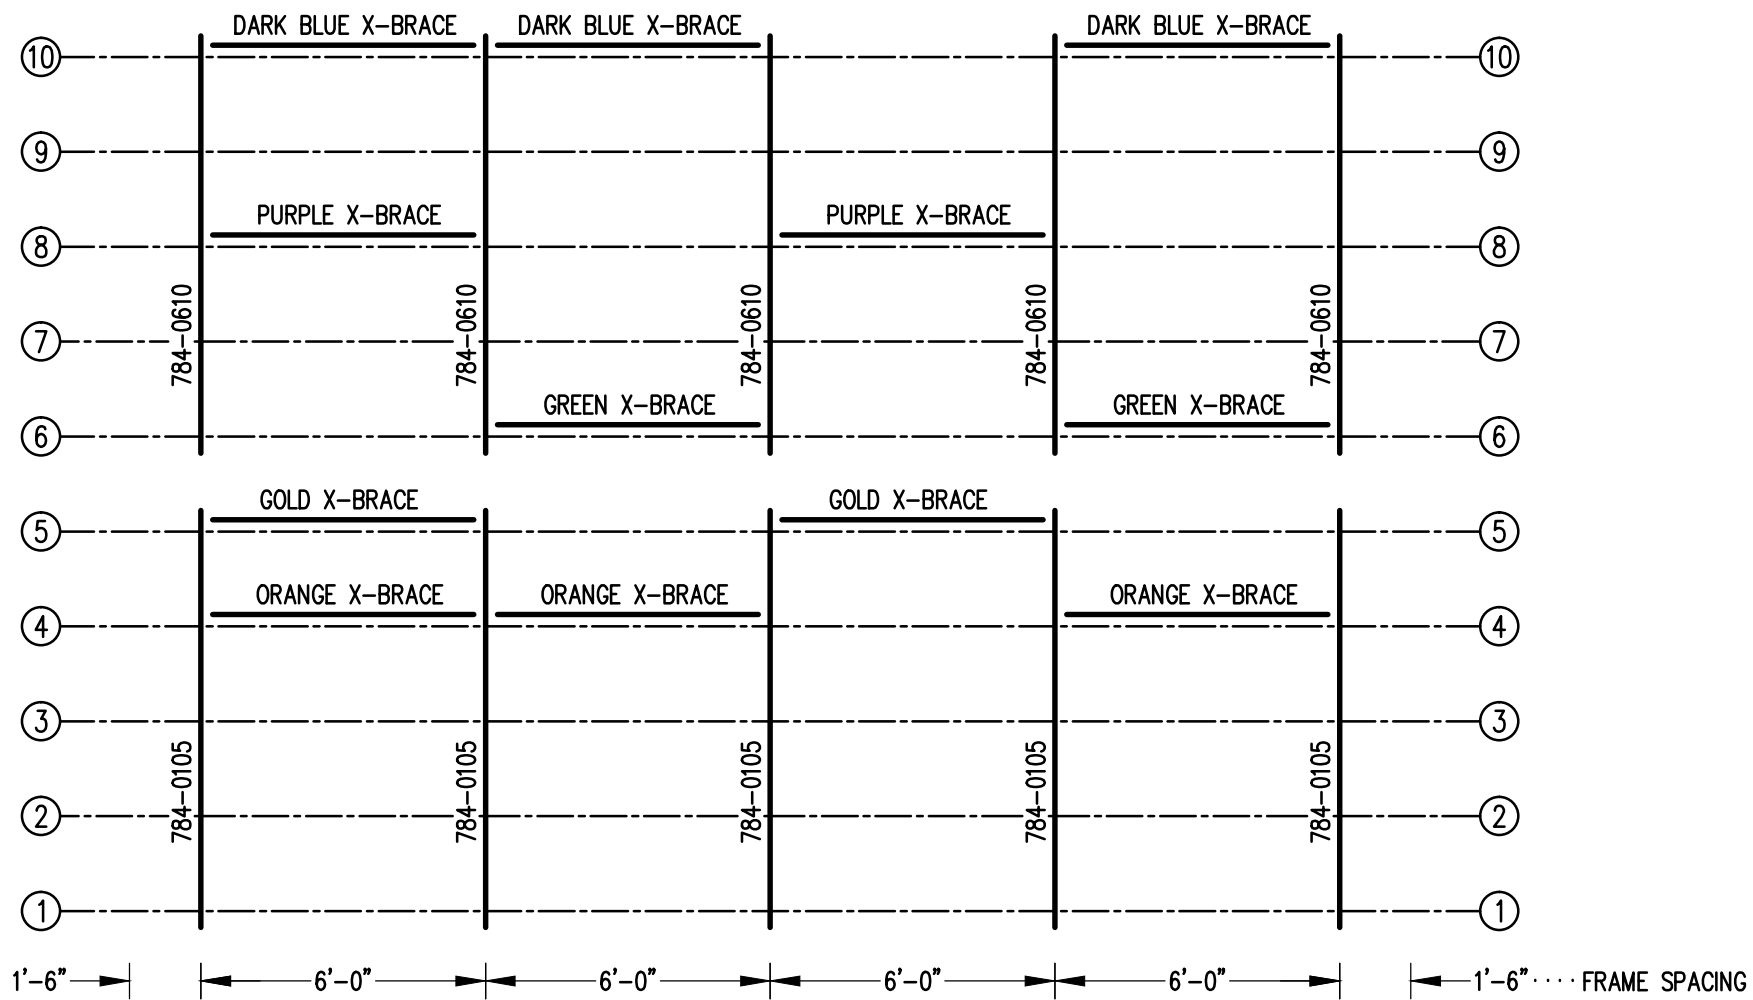 DARK BLUE X-BRACE DARK BLUE X-BRACE DARK BLUE X-BRACE
10 10
9 9
PURPLE X-BRACE PURPLE X-BRACE
8 8
784-0610 784-0610 784-0610 784-0610 784-0610
7 7
GREEN X-BRACE GREEN X-BRACE
6 6
GOLD X-BRACE GOLD X-BRACE
5 5
ORANGE X-BRACE ORANGE X-BRACE ORANGE X-BRACE
4 4
3 3
784-0105 784-0105 784-0105 784-0105 784-0105
2 2
1 1
1'-6" 6'-0" 6'-0" 6'-0" 6'-0" 1'-6" ···· FRAME SPACING